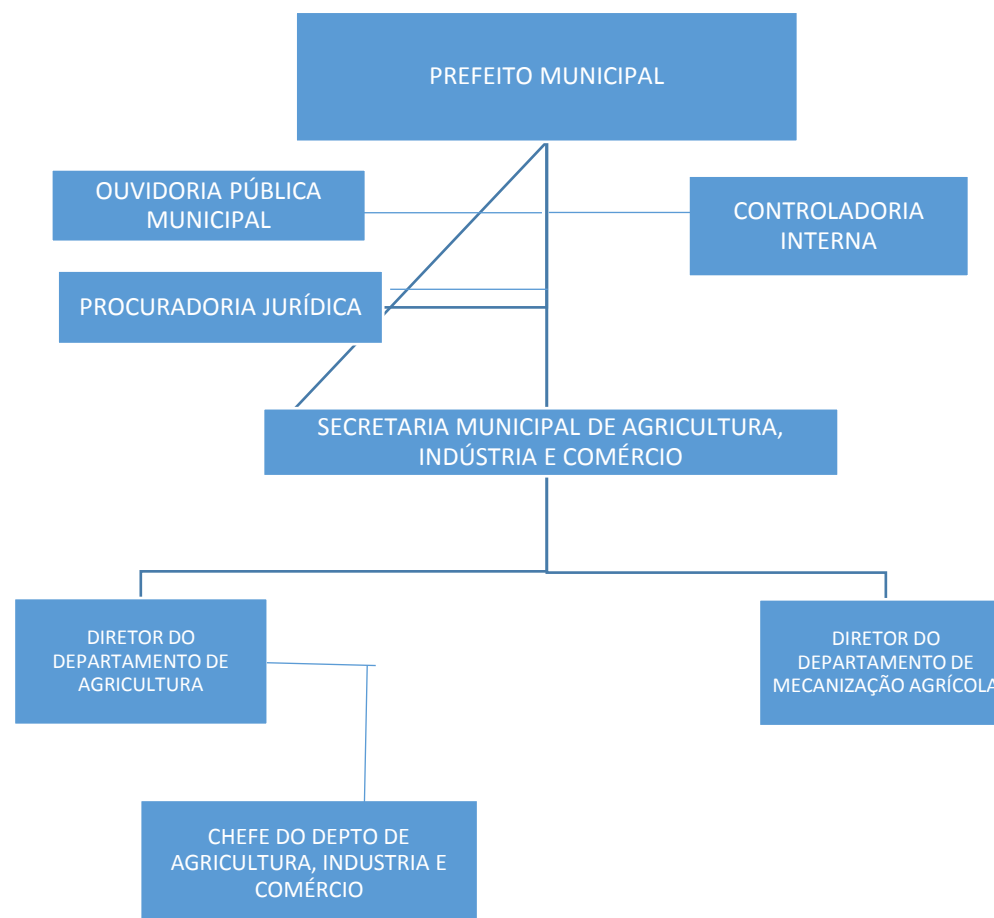 PREFEITO MUNICIPAL
OUVIDORIA PÚBLICA
MUNICIPAL
CONTROLADORIA
INTERNA
PROCURADORIA JURÍDICA
SECRETARIA MUNICIPAL DE AGRICULTURA,
INDÚSTRIA E COMÉRCIO
DIRETOR DO
DEPARTAMENTO DE
AGRICULTURA
DIRETOR DO
DEPARTAMENTO DE
MECANIZAÇÃO AGRÍCOLA
CHEFE DO DEPTO DE
AGRICULTURA, INDUSTRIA E
COMÉRCIO